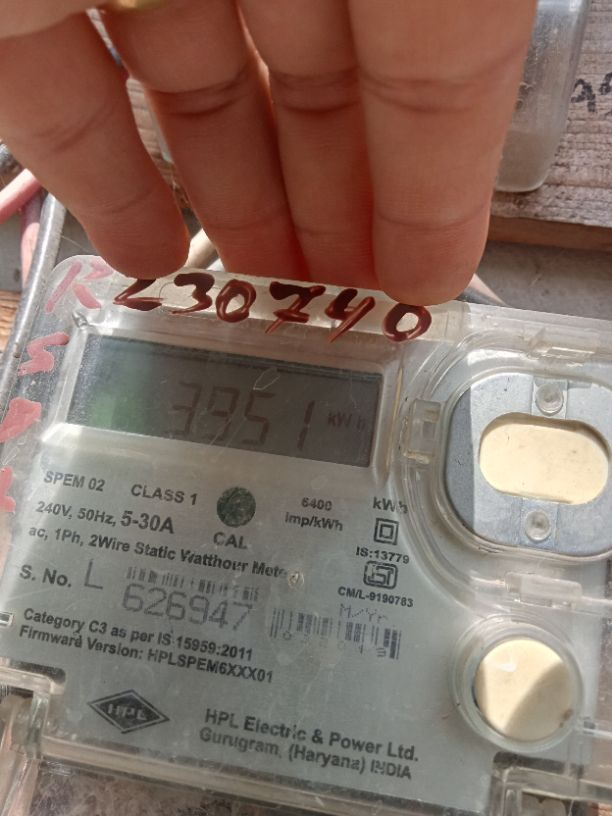 L30740
3951 kWh
SPEM 02 CLASS 1 6400 imp/kWh kWh
240V, 50Hz, 5-30A CAL
ac, 1Ph, 2Wire Static Watthour Meter
IS:13779
S. No. L 626947
CM/L-9190783
M/Yr
Category C3 as per IS 15959:2011
Firmware Version: HPLSPEM6XXX01
HPL
HPL Electric & Power Ltd.
Gurugram, (Haryana) INDIA